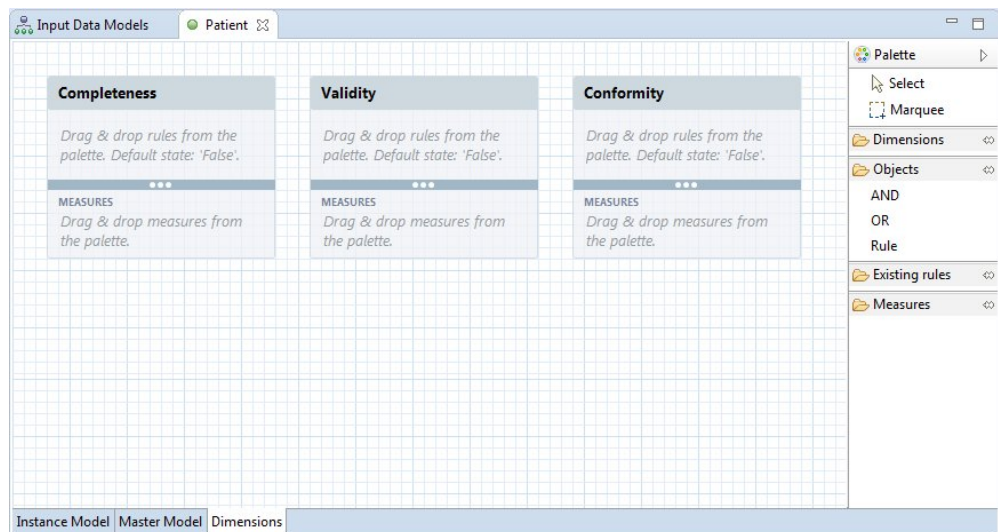 Input Data Models
Patient
Completeness
Drag & drop rules from the
palette. Default state: 'False'.
MEASURES
Drag & drop measures from
the palette.
Validity
Drag & drop rules from the
palette. Default state: 'False'.
MEASURES
Drag & drop measures from
the palette.
Conformity
Drag & drop rules from the
palette. Default state: 'False'.
MEASURES
Drag & drop measures from
the palette.
Palette
Select
Marquee
Dimensions
Objects
AND
OR
Rule
Existing rules
Measures
Instance Model Master Model Dimensions